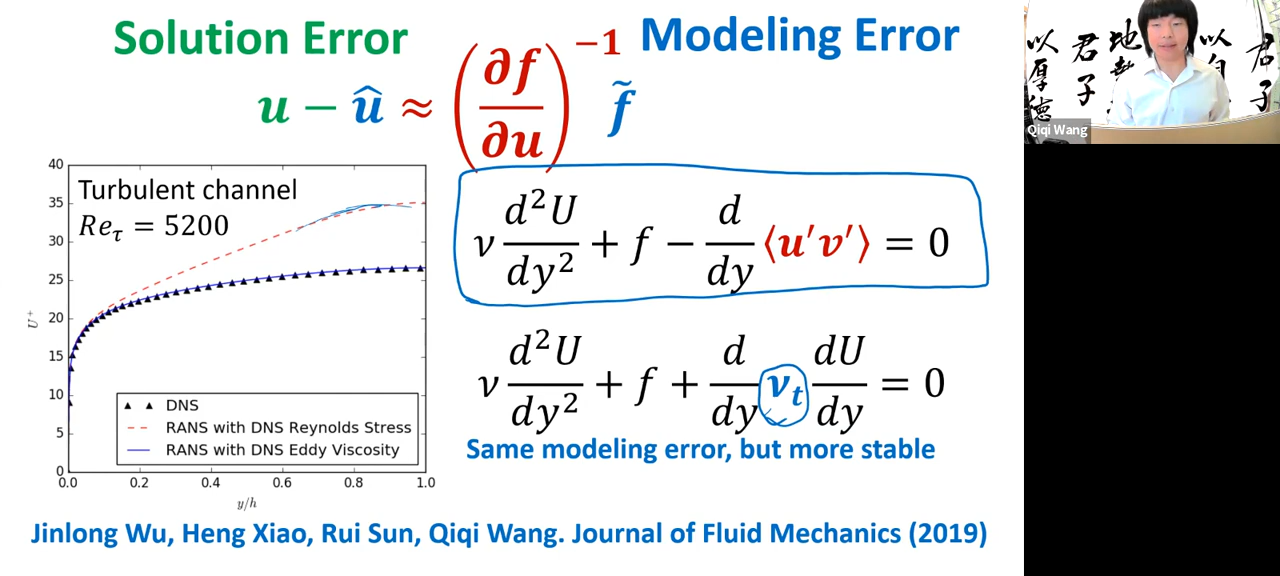 Solution Error
Modeling Error
u − û ≈ (∂f/∂u)⁻¹ f̃
Turbulent channel
Re_τ = 5200
40
35
30
25
20
15
10
5
0
U⁺
0.0 0.2 0.4 0.6 0.8 1.0
y/h
DNS
RANS with DNS Reynolds Stress
RANS with DNS Eddy Viscosity
ν d²U/dy² + f − d/dy ⟨u′v′⟩ = 0
ν d²U/dy² + f + d/dy ν_t dU/dy = 0
Same modeling error, but more stable
Jinlong Wu, Heng Xiao, Rui Sun, Qiqi Wang. Journal of Fluid Mechanics (2019)
以厚德
君子
地
以自
君子
Qiqi Wang